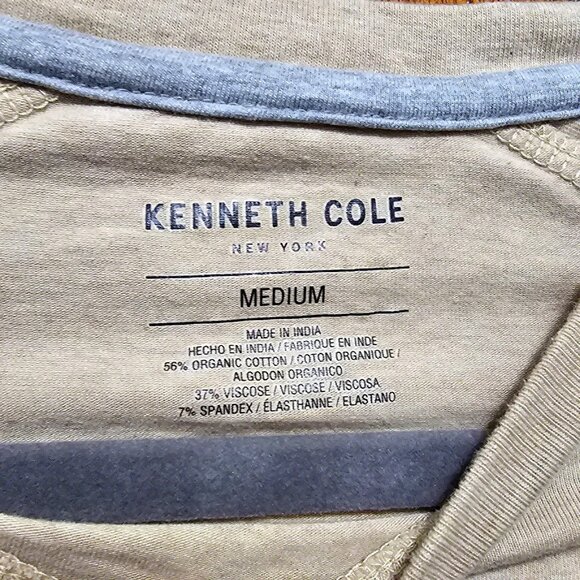 KENNETH COLE
NEW YORK
MEDIUM
MADE IN INDIA
HECHO EN INDIA / FABRIQUE EN INDE
56% ORGANIC COTTON / COTON ORGANIQUE /
ALGODON ORGANICO
37% VISCOSE / VISCOSE / VISCOSA
7% SPANDEX / ÉLASTHANNE / ELASTANO